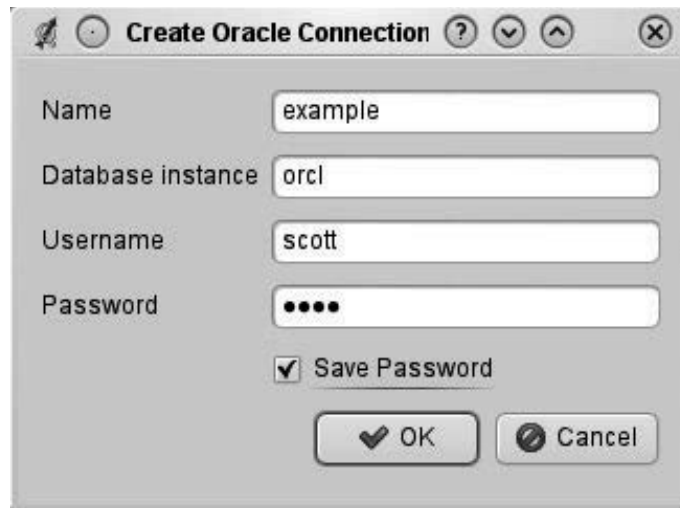 Create Oracle Connection
Name example
Database instance orcl
Username scott
Password ••••
Save Password
OK Cancel